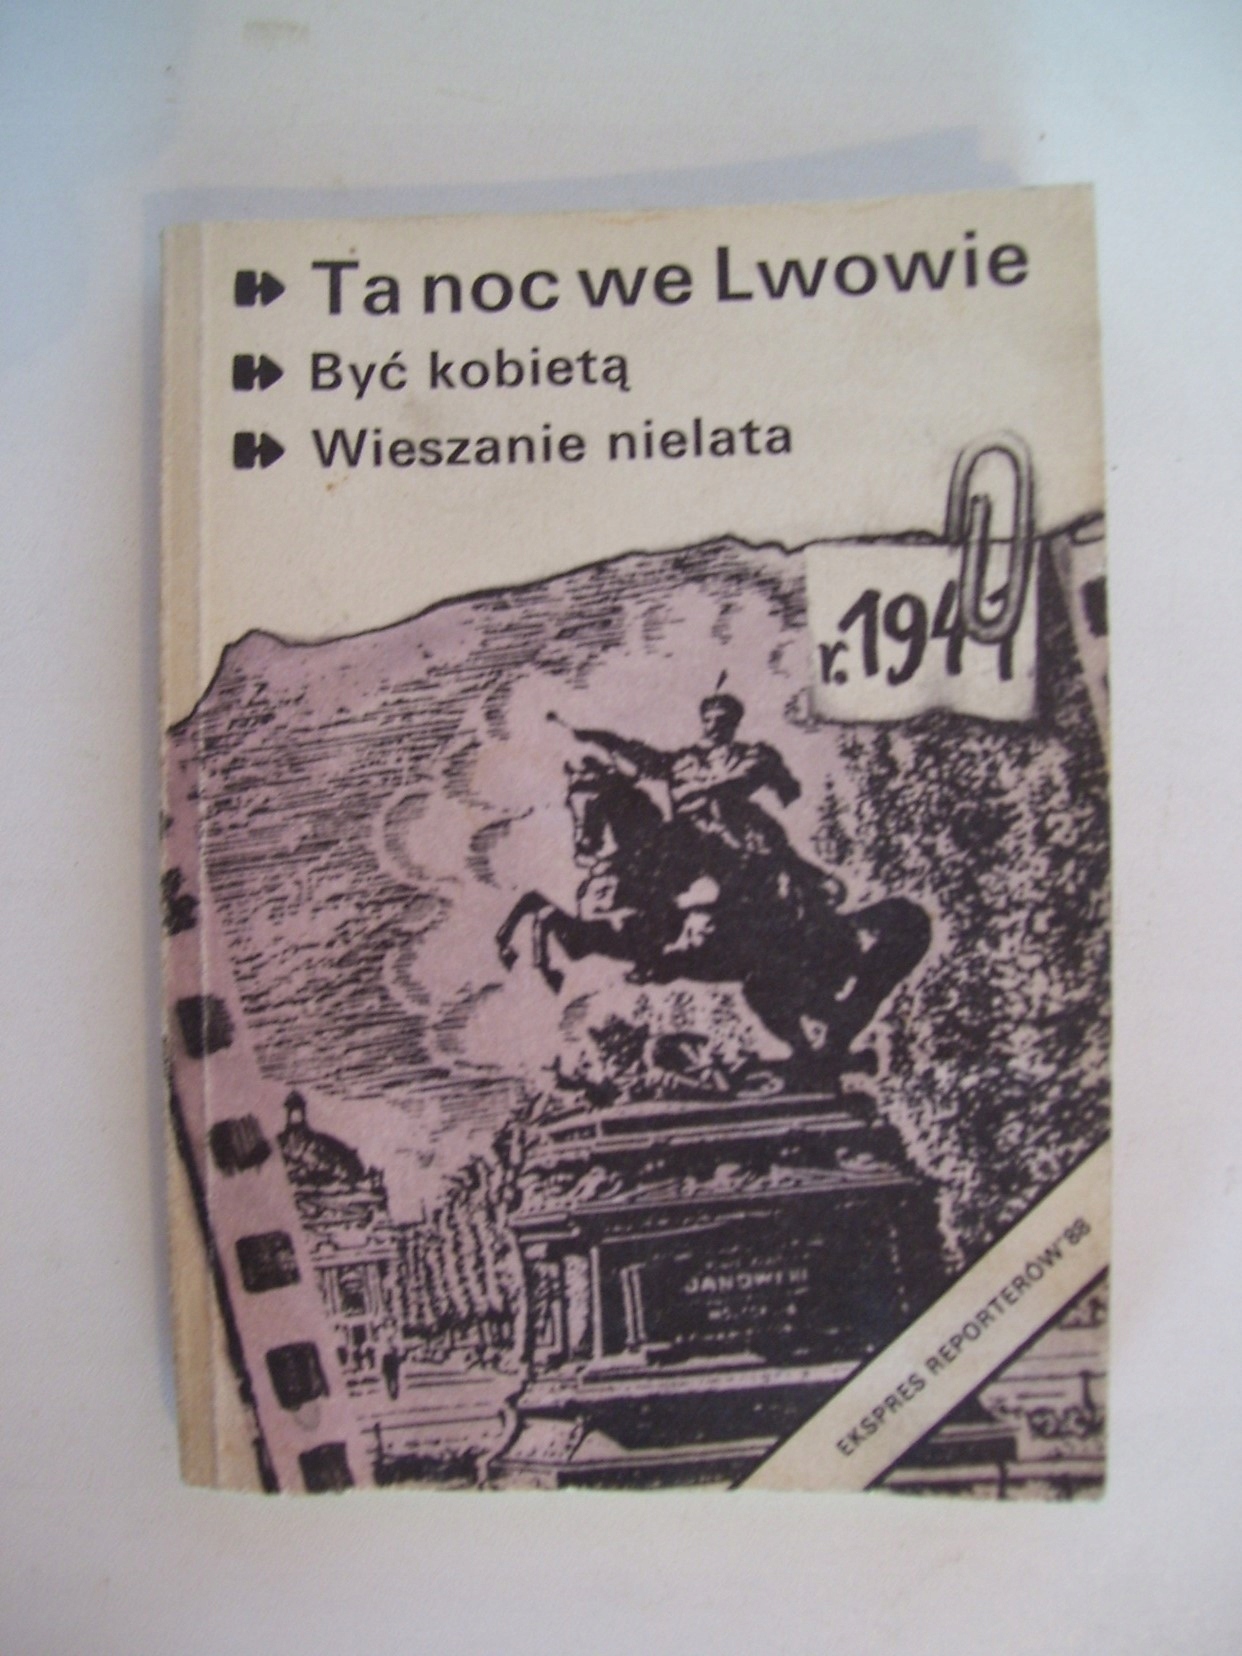 Ta noc we Lwowie
Być kobietą
Wieszanie nielata
r. 1941
JANOWI III
EKSPRES REPORTERÓW'88